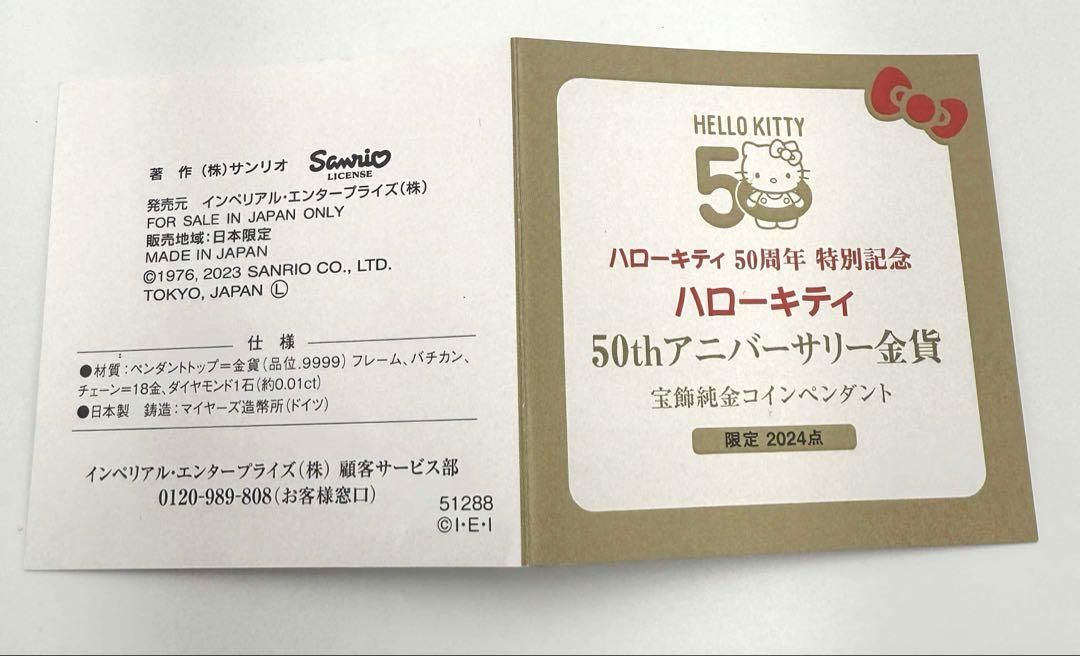 著 作 (株)サンリオ Sanrio LICENSE
発売元 インペリアル・エンタープライズ(株)
FOR SALE IN JAPAN ONLY
販売地域:日本限定
MADE IN JAPAN
©1976, 2023 SANRIO CO., LTD.
TOKYO, JAPAN Ⓛ
仕 様
●材質:ペンダントトップ=金貨(品位.9999) フレーム、バチカン、
チェーン=18金、ダイヤモンド1石(約0.01ct)
●日本製 鋳造:マイヤーズ造幣所(ドイツ)
インペリアル・エンタープライズ(株) 顧客サービス部
0120-989-808(お客様窓口)
51288
©I・E・I
HELLO KITTY
50
ハローキティ 50周年 特別記念
ハローキティ
50thアニバーサリー金貨
宝飾純金コインペンダント
限定 2024点